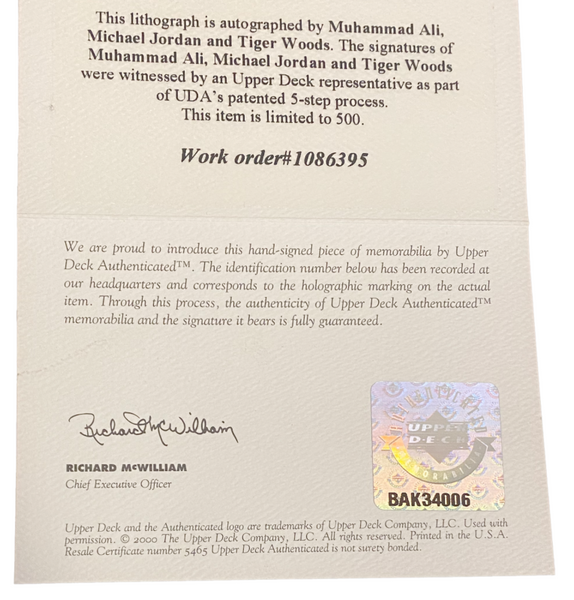 This lithograph is autographed by Muhammad Ali,
Michael Jordan and Tiger Woods. The signatures of
Muhammad Ali, Michael Jordan and Tiger Woods
were witnessed by an Upper Deck representative as part
of UDA's patented 5-step process.
This item is limited to 500.
Work order#1086395
We are proud to introduce this hand-signed piece of memorabilia by Upper
Deck Authenticated™. The identification number below has been recorded at
our headquarters and corresponds to the holographic marking on the actual
item. Through this process, the authenticity of Upper Deck Authenticated™
memorabilia and the signature it bears is fully guaranteed.
Richard McWilliam
RICHARD McWILLIAM
Chief Executive Officer
AUTHENTICATED
UPPER
DECK
MEMORABILIA
BAK34006
Upper Deck and the Authenticated logo are trademarks of Upper Deck Company, LLC. Used with
permission. © 2000 The Upper Deck Company, LLC. All rights reserved. Printed in the U.S.A.
Resale Certificate number 5465 Upper Deck Authenticated is not surety bonded.